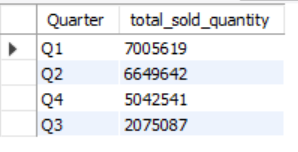 Quarter total_sold_quantity
Q1 7005619
Q2 6649642
Q4 5042541
Q3 2075087